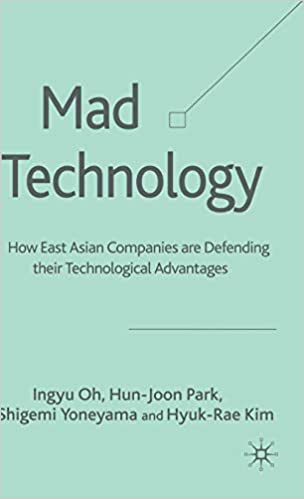 Mad
Technology
How East Asian Companies are Defending
their Technological Advantages
Ingyu Oh, Hun-Joon Park,
Shigemi Yoneyama and Hyuk-Rae Kim